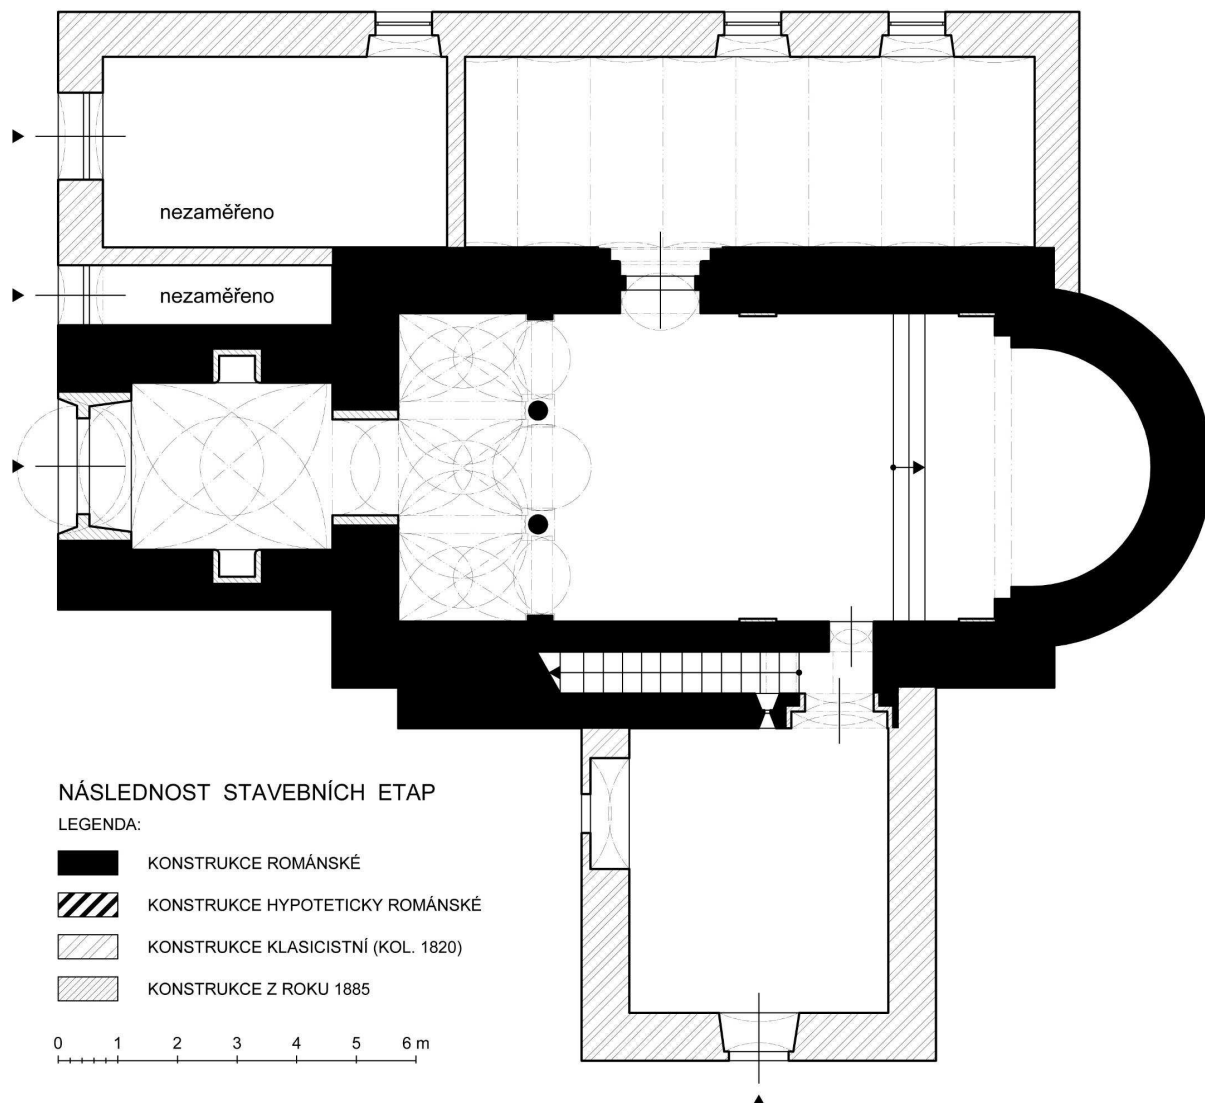 nezaměřeno
nezaměřeno
NÁSLEDNOST STAVEBNÍCH ETAP
LEGENDA:
KONSTRUKCE ROMÁNSKÉ
KONSTRUKCE HYPOTETICKY ROMÁNSKÉ
KONSTRUKCE KLASICISTNÍ (KOL. 1820)
KONSTRUKCE Z ROKU 1885
0 1 2 3 4 5 6 m